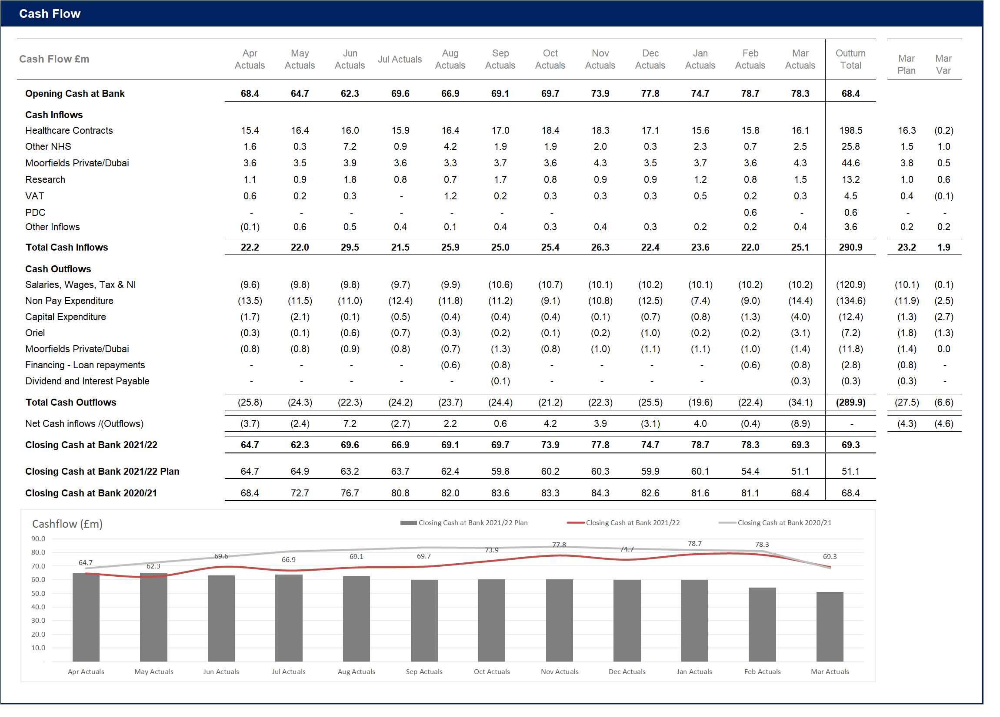 Cash Flow
Cash Flow £m Apr Actuals May Actuals Jun Actuals Jul Actuals Aug Actuals Sep Actuals Oct Actuals Nov Actuals Dec Actuals Jan Actuals Feb Actuals Mar Actuals Outturn Total Mar Plan Mar Var
Opening Cash at Bank 68.4 64.7 62.3 69.6 66.9 69.1 69.7 73.9 77.8 74.7 78.7 78.3 68.4
Cash Inflows
Healthcare Contracts 15.4 16.4 16.0 15.9 16.4 17.0 18.4 18.3 17.1 15.6 15.8 16.1 198.5 16.3 (0.2)
Other NHS 1.6 0.3 7.2 0.9 4.2 1.9 1.9 2.0 0.3 2.3 0.7 2.5 25.8 1.5 1.0
Moorfields Private/Dubai 3.6 3.5 3.9 3.6 3.3 3.7 3.6 4.3 3.5 3.7 3.6 4.3 44.6 3.8 0.5
Research 1.1 0.9 1.8 0.8 0.7 1.7 0.8 0.9 0.9 1.2 0.8 1.5 13.2 1.0 0.6
VAT 0.6 0.2 0.3 - 1.2 0.2 0.3 0.3 0.3 0.5 0.2 0.3 4.5 0.4 (0.1)
PDC - - - - - - - 0.6 - 0.6 - -
Other Inflows (0.1) 0.6 0.5 0.4 0.1 0.4 0.3 0.4 0.3 0.2 0.2 0.4 3.6 0.2 0.2
Total Cash Inflows 22.2 22.0 29.5 21.5 25.9 25.0 25.4 26.3 22.4 23.6 22.0 25.1 290.9 23.2 1.9
Cash Outflows
Salaries, Wages, Tax & NI (9.6) (9.8) (9.8) (9.7) (9.9) (10.6) (10.7) (10.1) (10.2) (10.1) (10.2) (10.2) (120.9) (10.1) (0.1)
Non Pay Expenditure (13.5) (11.5) (11.0) (12.4) (11.8) (11.2) (9.1) (10.8) (12.5) (7.4) (9.0) (14.4) (134.6) (11.9) (2.5)
Capital Expenditure (1.7) (2.1) (0.1) (0.5) (0.4) (0.4) (0.4) (0.1) (0.7) (0.8) (1.3) (4.0) (12.4) (1.3) (2.7)
Oriel (0.3) (0.1) (0.6) (0.7) (0.3) (0.2) (0.1) (0.2) (1.0) (0.2) (0.2) (3.1) (7.2) (1.8) (1.3)
Moorfields Private/Dubai (0.8) (0.8) (0.9) (0.8) (0.7) (1.3) (0.8) (1.0) (1.1) (1.1) (1.0) (1.4) (11.8) (1.4) 0.0
Financing - Loan repayments - - - - (0.6) (0.8) - - - - (0.6) (0.8) (2.8) (0.8) -
Dividend and Interest Payable - - - - - (0.1) - - - - (0.3) (0.3) (0.3) -
Total Cash Outflows (25.8) (24.3) (22.3) (24.2) (23.7) (24.4) (21.2) (22.3) (25.5) (19.6) (22.4) (34.1) (289.9) (27.5) (6.6)
Net Cash inflows /(Outflows) (3.7) (2.4) 7.2 (2.7) 2.2 0.6 4.2 3.9 (3.1) 4.0 (0.4) (8.9) - (4.3) (4.6)
Closing Cash at Bank 2021/22 64.7 62.3 69.6 66.9 69.1 69.7 73.9 77.8 74.7 78.7 78.3 69.3 69.3
Closing Cash at Bank 2021/22 Plan 64.7 64.9 63.2 63.7 62.4 59.8 60.2 60.3 59.9 60.1 54.4 51.1 51.1
Closing Cash at Bank 2020/21 68.4 72.7 76.7 80.8 82.0 83.6 83.3 84.3 82.6 81.6 81.1 68.4 68.4
Cashflow (£m)
Closing Cash at Bank 2021/22 Plan Closing Cash at Bank 2021/22 Closing Cash at Bank 2020/21
90.0
80.0
70.0
60.0
50.0
40.0
30.0
20.0
10.0
-
64.7 62.3 69.6 66.9 69.1 69.7 73.9 77.8 74.7 78.7 78.3 69.3
Apr Actuals May Actuals Jun Actuals Jul Actuals Aug Actuals Sep Actuals Oct Actuals Nov Actuals Dec Actuals Jan Actuals Feb Actuals Mar Actuals